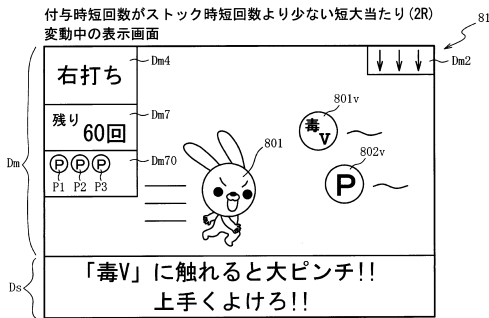 付与時短回数がストック時短回数より少ない短大当たり(2R)
変動中の表示画面
81
右打ち
Dm4
↓ ↓ ↓
Dm2
残り
60回
Dm7
801v
毒
V
Dm
P P P
Dm70
P1 P2 P3
801
802v
P
Ds
「毒V」に触れると大ピンチ!!
上手くよけろ!!